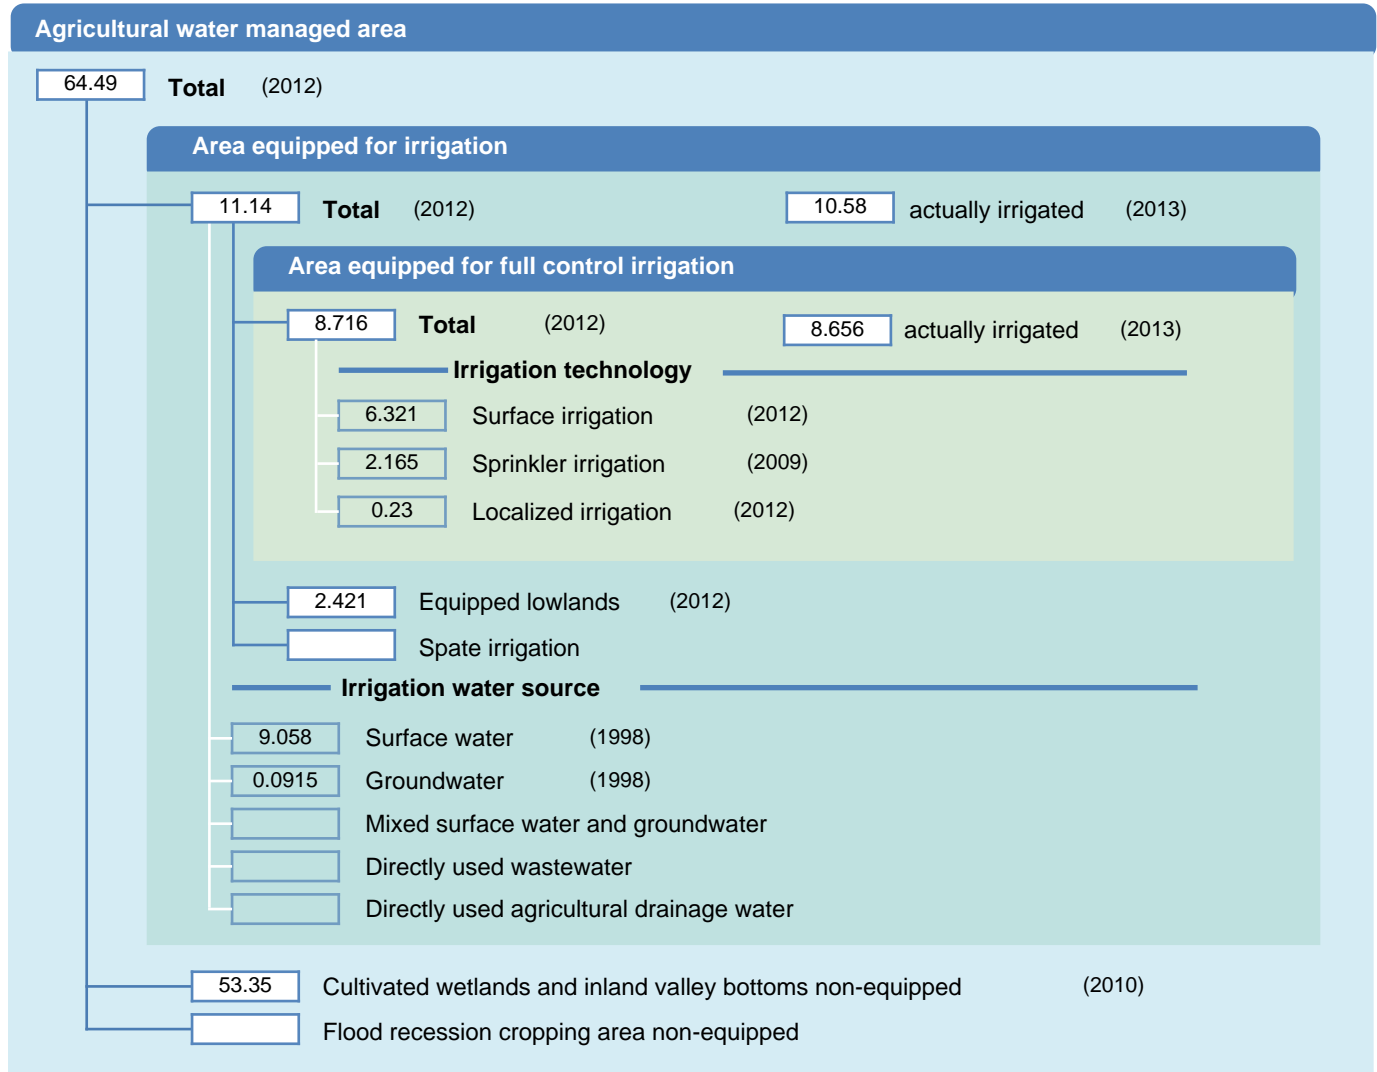 Agricultural water managed area
64.49 Total (2012)
Area equipped for irrigation
11.14 Total (2012) 10.58 actually irrigated (2013)
Area equipped for full control irrigation
8.716 Total (2012) 8.656 actually irrigated (2013)
Irrigation technology
6.321 Surface irrigation (2012)
2.165 Sprinkler irrigation (2009)
0.23 Localized irrigation (2012)
2.421 Equipped lowlands (2012)
Spate irrigation
Irrigation water source
9.058 Surface water (1998)
0.0915 Groundwater (1998)
Mixed surface water and groundwater
Directly used wastewater
Directly used agricultural drainage water
53.35 Cultivated wetlands and inland valley bottoms non-equipped (2010)
Flood recession cropping area non-equipped